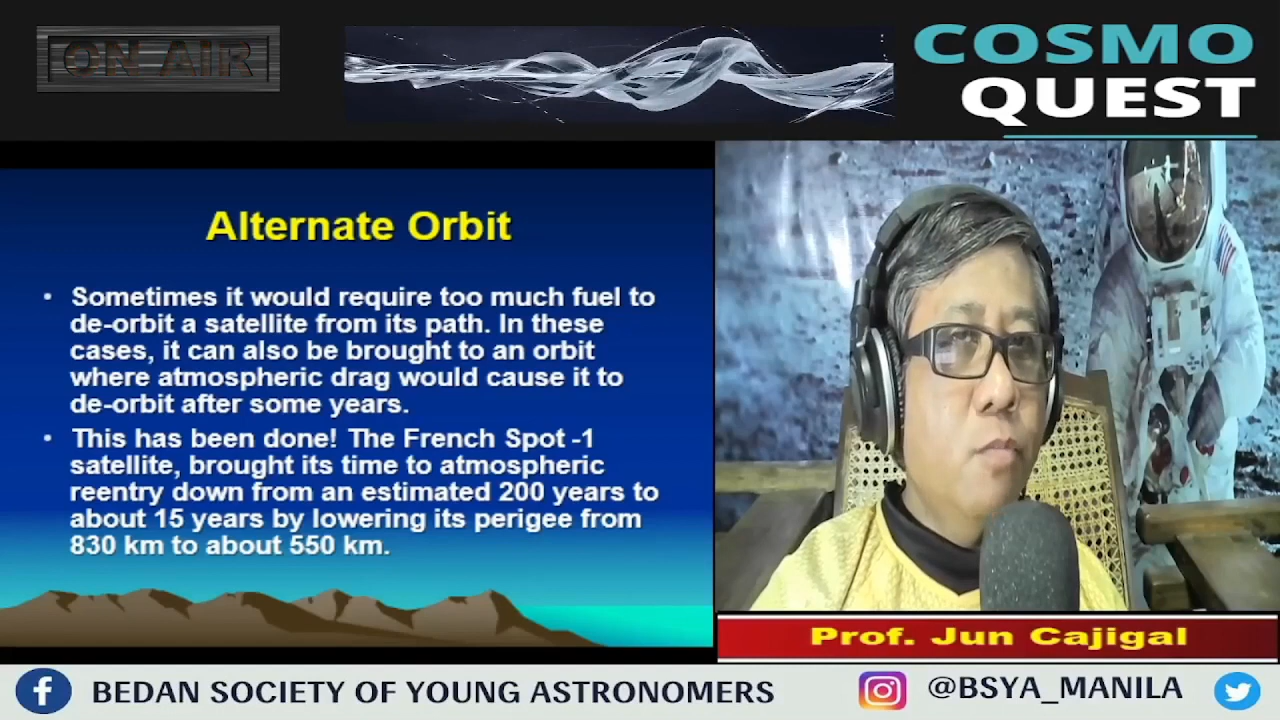 ON AIR
COSMO
QUEST
Alternate Orbit
• Sometimes it would require too much fuel to
de-orbit a satellite from its path. In these
cases, it can also be brought to an orbit
where atmospheric drag would cause it to
de-orbit after some years.
• This has been done! The French Spot -1
satellite, brought its time to atmospheric
reentry down from an estimated 200 years to
about 15 years by lowering its perigee from
830 km to about 550 km.
Prof. Jun Cajigal
BEDAN SOCIETY OF YOUNG ASTRONOMERS
@BSYA_MANILA